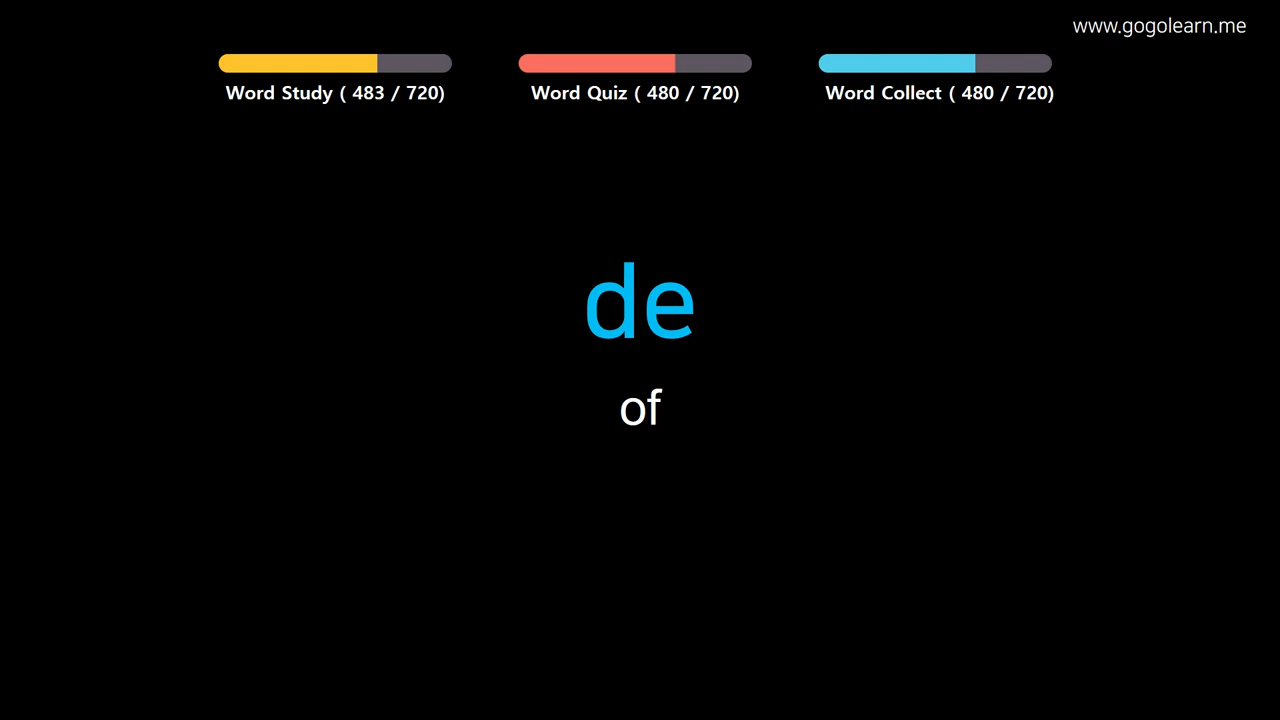 www.gogolearn.me
Word Study ( 483 / 720)
Word Quiz ( 480 / 720)
Word Collect ( 480 / 720)
de
of